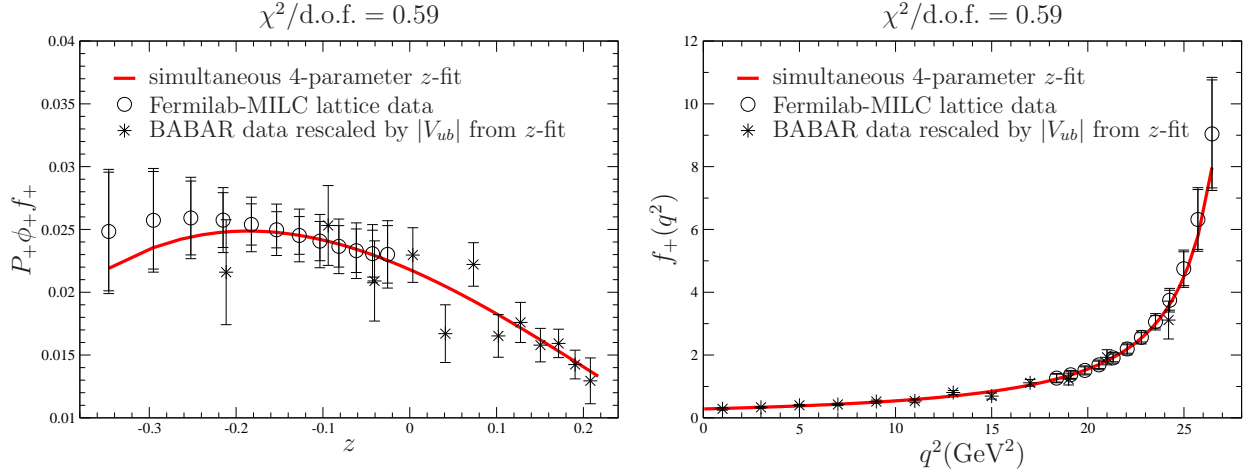 χ²/d.o.f. = 0.59
0.04
0.035
0.03
0.025
0.02
0.015
0.01
P₊ϕ₊f₊
simultaneous 4-parameter z-fit
Fermilab-MILC lattice data
BABAR data rescaled by |V_ub| from z-fit
-0.3 -0.2 -0.1 0 0.1 0.2
z
χ²/d.o.f. = 0.59
12
10
8
6
4
2
0
f₊(q²)
simultaneous 4-parameter z-fit
Fermilab-MILC lattice data
BABAR data rescaled by |V_ub| from z-fit
0 5 10 15 20 25
q²(GeV²)